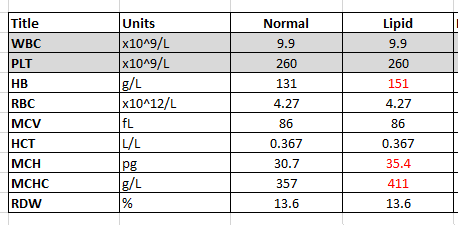 Title Units Normal Lipid
WBC x10^9/L 9.9 9.9
PLT x10^9/L 260 260
HB g/L 131 151
RBC x10^12/L 4.27 4.27
MCV fL 86 86
HCT L/L 0.367 0.367
MCH pg 30.7 35.4
MCHC g/L 357 411
RDW % 13.6 13.6